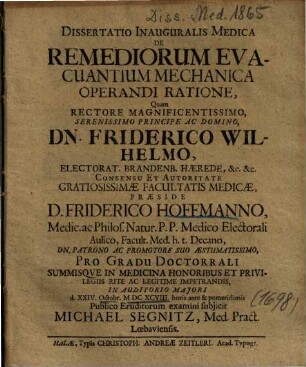 Diss. Med. 1865
DISSERTATIO INAUGURALIS MEDICA
DE
REMEDIORUM EVA-
CUANTIUM MECHANICA
OPERANDI RATIONE,
Quam
RECTORE MAGNIFICENTISSIMO,
SERENISSIMO PRINCIPE AC DOMINO,
DN. FRIDERICO WIL-
HELMO,
ELECTORAT. BRANDENB. HÆREDE, &c. &c.
CONSENSU ET AUTORITATE
GRATIOSISSIMÆ FACULTATIS MEDICÆ,
PRÆSIDE
D. FRIDERICO HOFFMANNO,
Medic. ac Philos. Natur. P. P. Medico Electorali
Aulico, Facult. Med. h. t. Decano,
DN. PATRONO AC PROMOTORE SUO ÆSTUMATISSIMO,
PRO GRADU DOCTORALI
SUMMISQVE IN MEDICINA HONORIBUS ET PRIVI-
LEGIIS RITE AC LEGITIME IMPETRANDIS,
IN AUDITORIO MAJORI
d. XXIV. Octobr. M DC XCVIII. horis ante & pomeridianis
Publico Eruditorum examini subjicit
(1698)
MICHAEL SEGNITZ, Med. Pract.
Lœbaviensis.
HALÆ, Typis CHRISTOPH. ANDREÆ ZEITLERI. Acad. Typogr.